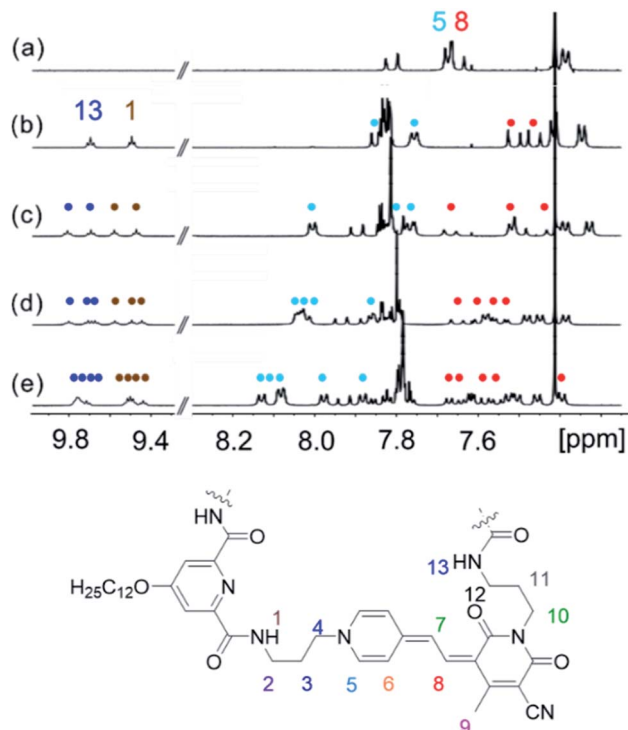 5 8
(a)
13 1
(b)
(c)
(d)
(e)
9.8 9.4 8.2 8.0 7.8 7.6 [ppm]
HN O
O HN O
H₂₅C₁₂O N 13 11
1 12 10
NH 4 7 O N
O N O
2 3 5 6 8 CN
9